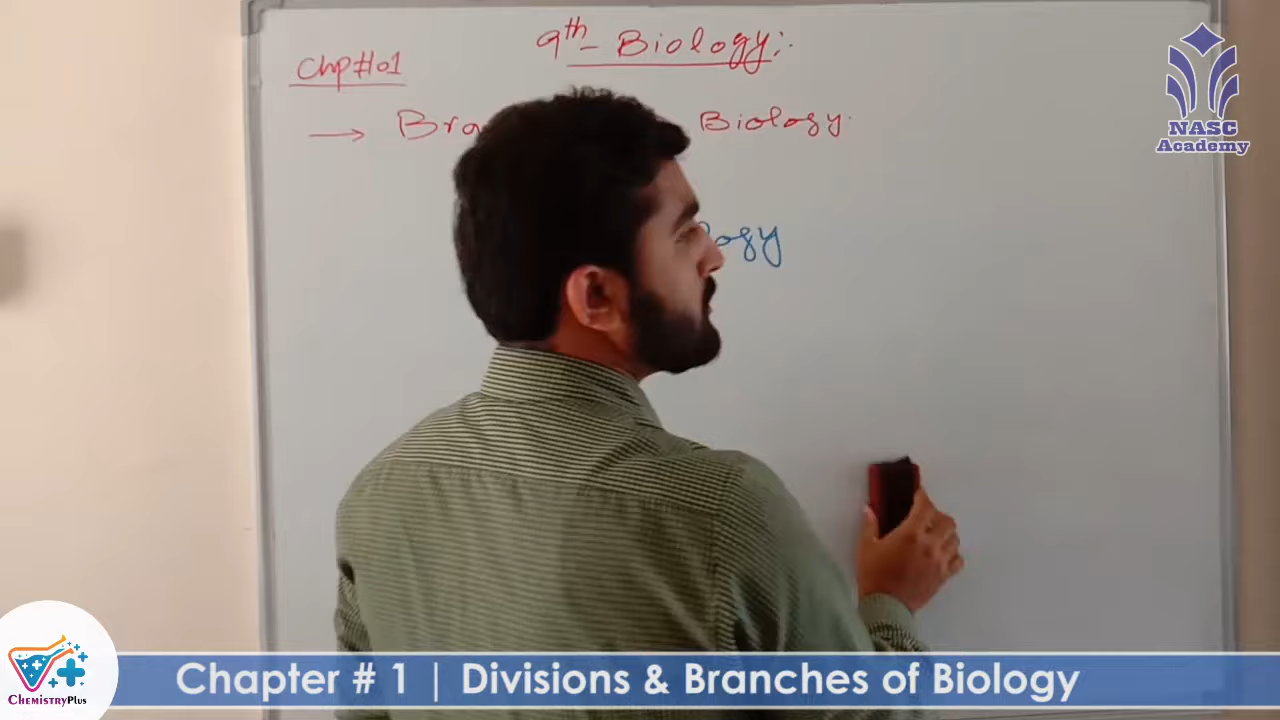 9th - Biology:.
Chp#01
→ Bra Biology.
ogy
NASC
Academy
Chapter # 1 | Divisions & Branches of Biology
ChemistryPlus